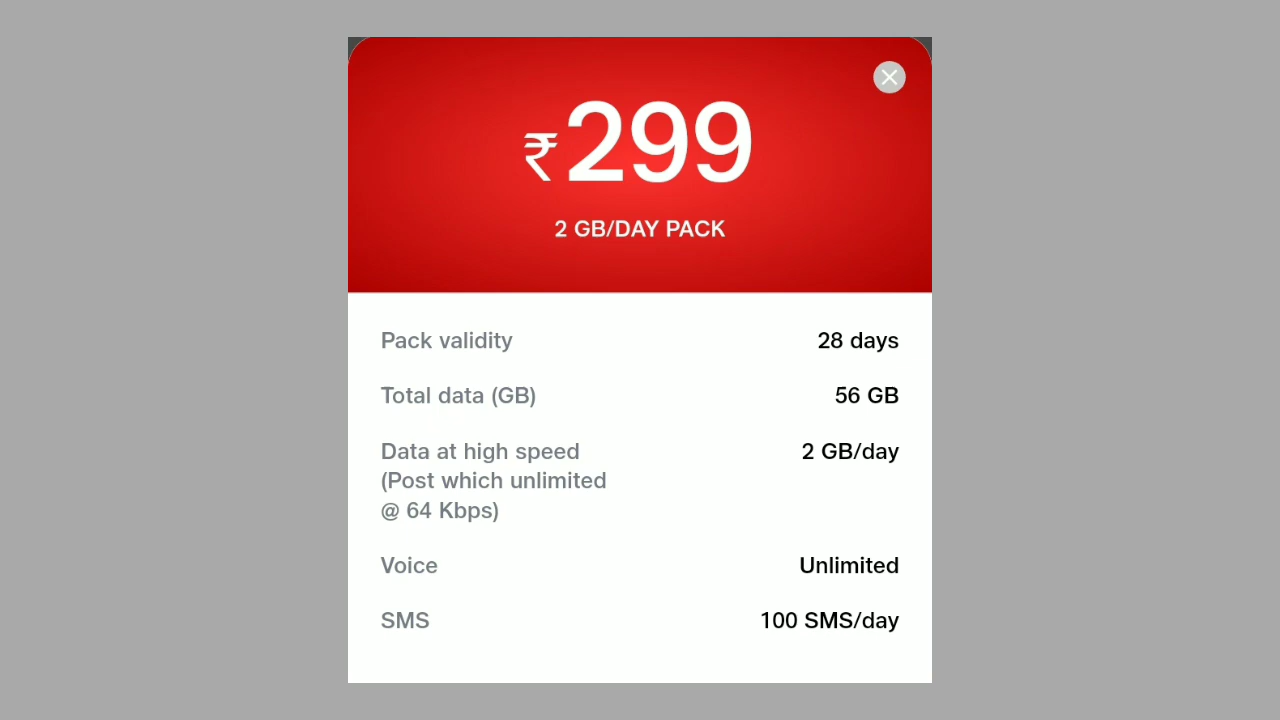 ₹299
2 GB/DAY PACK
Pack validity 28 days
Total data (GB) 56 GB
Data at high speed 2 GB/day
(Post which unlimited
@ 64 Kbps)
Voice Unlimited
SMS 100 SMS/day